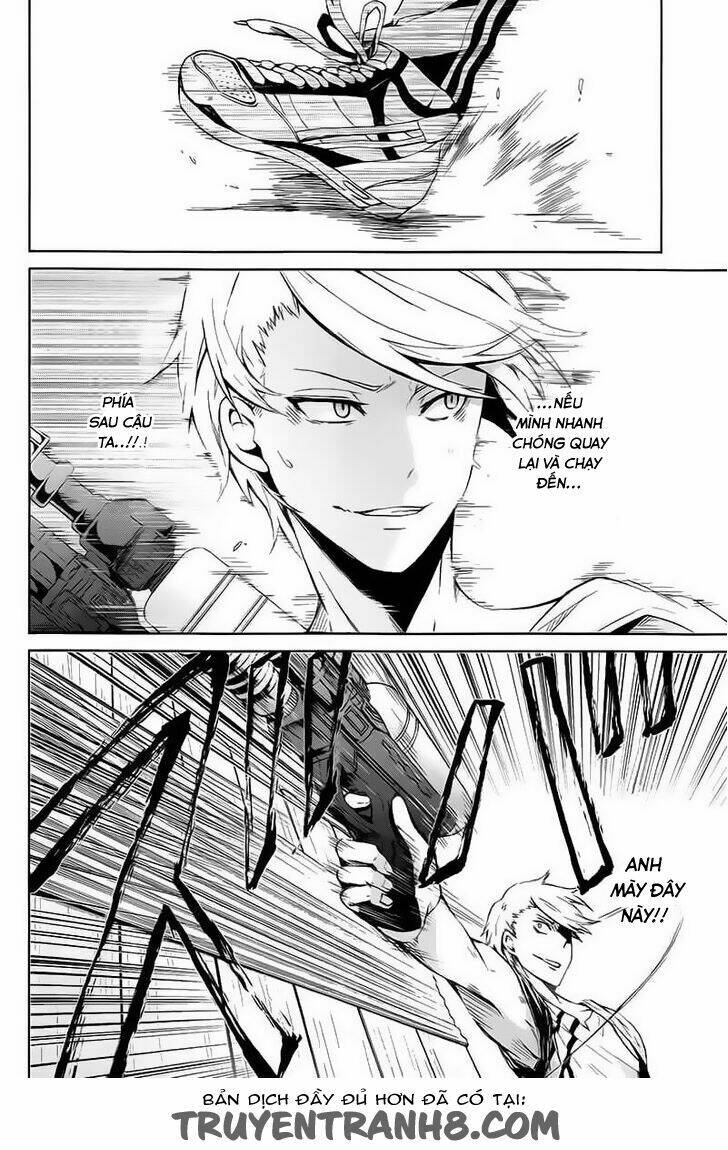 ...NẾU
MÌNH NHANH
CHÓNG QUAY
LẠI VÀ CHẠY
ĐẾN...
PHÍA
SAU CẬU
TA..!!.!
ANH
MÀY ĐÂY
NÀY!!
BẢN DỊCH ĐẦY ĐỦ HƠN ĐÃ CÓ TẠI:
TRUYENTRANH8.COM